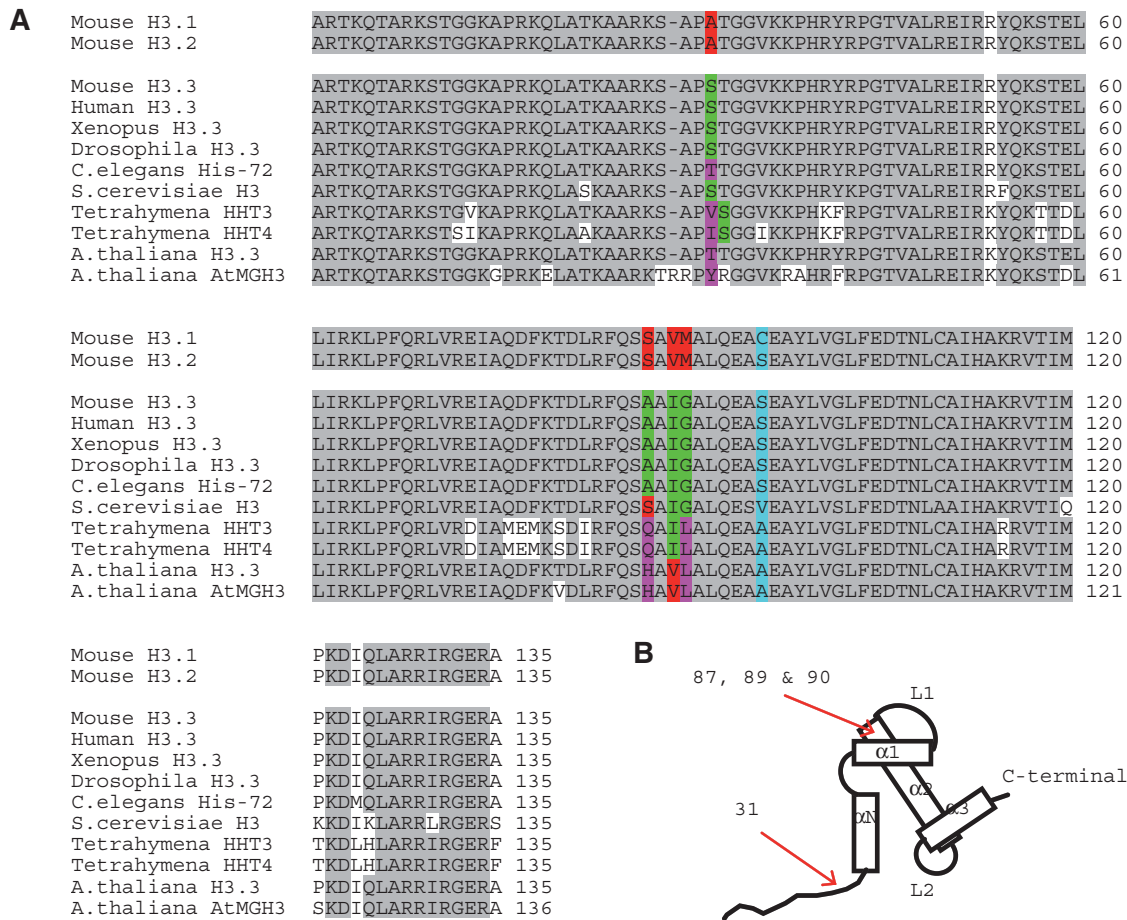 A
Mouse H3.1 ARTKQTARKSTGGKAPRKQLATKAARKS-APATGGVKKPHRYRPGTVALREIRRYQKSTEL 60
Mouse H3.2 ARTKQTARKSTGGKAPRKQLATKAARKS-APATGGVKKPHRYRPGTVALREIRRYQKSTEL 60
Mouse H3.3 ARTKQTARKSTGGKAPRKQLATKAARKS-APSTGGVKKPHRYRPGTVALREIRRYQKSTEL 60
Human H3.3 ARTKQTARKSTGGKAPRKQLATKAARKS-APSTGGVKKPHRYRPGTVALREIRRYQKSTEL 60
Xenopus H3.3 ARTKQTARKSTGGKAPRKQLATKAARKS-APSTGGVKKPHRYRPGTVALREIRRYQKSTEL 60
Drosophila H3.3 ARTKQTARKSTGGKAPRKQLATKAARKS-APSTGGVKKPHRYRPGTVALREIRRYQKSTEL 60
C.elegans His-72 ARTKQTARKSTGGKAPRKQLATKAARKS-APTTGGVKKPHRYRPGTVALREIRRYQKSTEL 60
S.cerevisiae H3 ARTKQTARKSTGGKAPRKQLASKAARKS-APSTGGVKKPHRYKPGTVALREIRRFQKSTEL 60
Tetrahymena HHT3 ARTKQTARKSTGVKAPRKQLATKAARKS-APVSGGVKKPHKFRPGTVALREIRKYQKTTDL 60
Tetrahymena HHT4 ARTKQTARKSTSIKAPRKQLAAKAARKS-APISGGIKKPHKFRPGTVALREIRKYQKTTDL 60
A.thaliana H3.3 ARTKQTARKSTGGKAPRKQLATKAARKS-APTTGGVKKPHRYRPGTVALREIRKYQKSTEL 60
A.thaliana AtMGH3 ARTKQTARKSTGGKGPRKELATKAARKTRRPYRGGVKRAHRFRPGTVALREIRKYQKSTDL 61
Mouse H3.1 LIRKLPFQRLVREIAQDFKTDLRFQSSAVMALQEACEAYLVGLFEDTNLCAIHAKRVTIM 120
Mouse H3.2 LIRKLPFQRLVREIAQDFKTDLRFQSSAVMALQEASEAYLVGLFEDTNLCAIHAKRVTIM 120
Mouse H3.3 LIRKLPFQRLVREIAQDFKTDLRFQSAAIGALQEASEAYLVGLFEDTNLCAIHAKRVTIM 120
Human H3.3 LIRKLPFQRLVREIAQDFKTDLRFQSAAIGALQEASEAYLVGLFEDTNLCAIHAKRVTIM 120
Xenopus H3.3 LIRKLPFQRLVREIAQDFKTDLRFQSAAIGALQEASEAYLVGLFEDTNLCAIHAKRVTIM 120
Drosophila H3.3 LIRKLPFQRLVREIAQDFKTDLRFQSAAIGALQEASEAYLVGLFEDTNLCAIHAKRVTIM 120
C.elegans His-72 LIRKLPFQRLVREIAQDFKTDLRFQSAAIGALQEASEAYLVGLFEDTNLCAIHAKRVTIM 120
S.cerevisiae H3 LIRKLPFQRLVREIAQDFKTDLRFQSSAIGALQESVEAYLVSLFEDTNLAAIHAKRVTIQ 120
Tetrahymena HHT3 LIRKLPFQRLVRDIAMEMKSDIRFQSQAILALQEAAEAYLVGLFEDTNLCAIHARRVTIM 120
Tetrahymena HHT4 LIRKLPFQRLVRDIAMEMKSDIRFQSQAILALQEAAEAYLVGLFEDTNLCAIHARRVTIM 120
A.thaliana H3.3 LIRKLPFQRLVREIAQDFKTDLRFQSHAVLALQEAAEAYLVGLFEDTNLCAIHAKRVTIM 120
A.thaliana AtMGH3 LIRKLPFQRLVREIAQDFKVDLRFQSHAVLALQEAAEAYLVGLFEDTNLCAIHAKRVTIM 121
Mouse H3.1 PKDIQLARRIRGERA 135
Mouse H3.2 PKDIQLARRIRGERA 135
Mouse H3.3 PKDIQLARRIRGERA 135
Human H3.3 PKDIQLARRIRGERA 135
Xenopus H3.3 PKDIQLARRIRGERA 135
Drosophila H3.3 PKDIQLARRIRGERA 135
C.elegans His-72 PKDMQLARRIRGERA 135
S.cerevisiae H3 KKDIKLARRLRGERS 135
Tetrahymena HHT3 TKDLHLARRIRGERF 135
Tetrahymena HHT4 TKDLHLARRIRGERF 135
A.thaliana H3.3 PKDIQLARRIRGERA 135
A.thaliana AtMGH3 SKDIQLARRIRGERA 136
B
87, 89 & 90
L1
α1
C-terminal
α2
α3
31
αN
L2